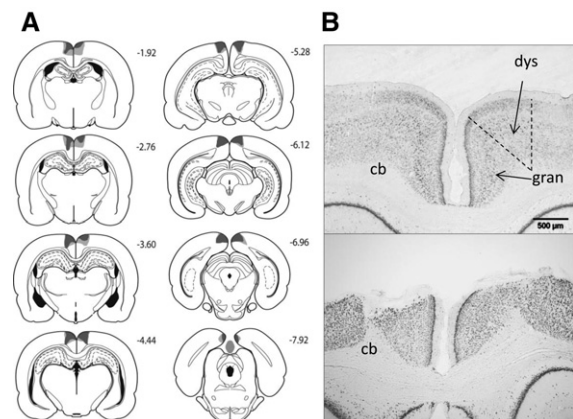 A
B
-1.92
-5.28
-2.76
-6.12
-3.60
-6.96
-4.44
-7.92
dys
cb
gran
500 µm
cb